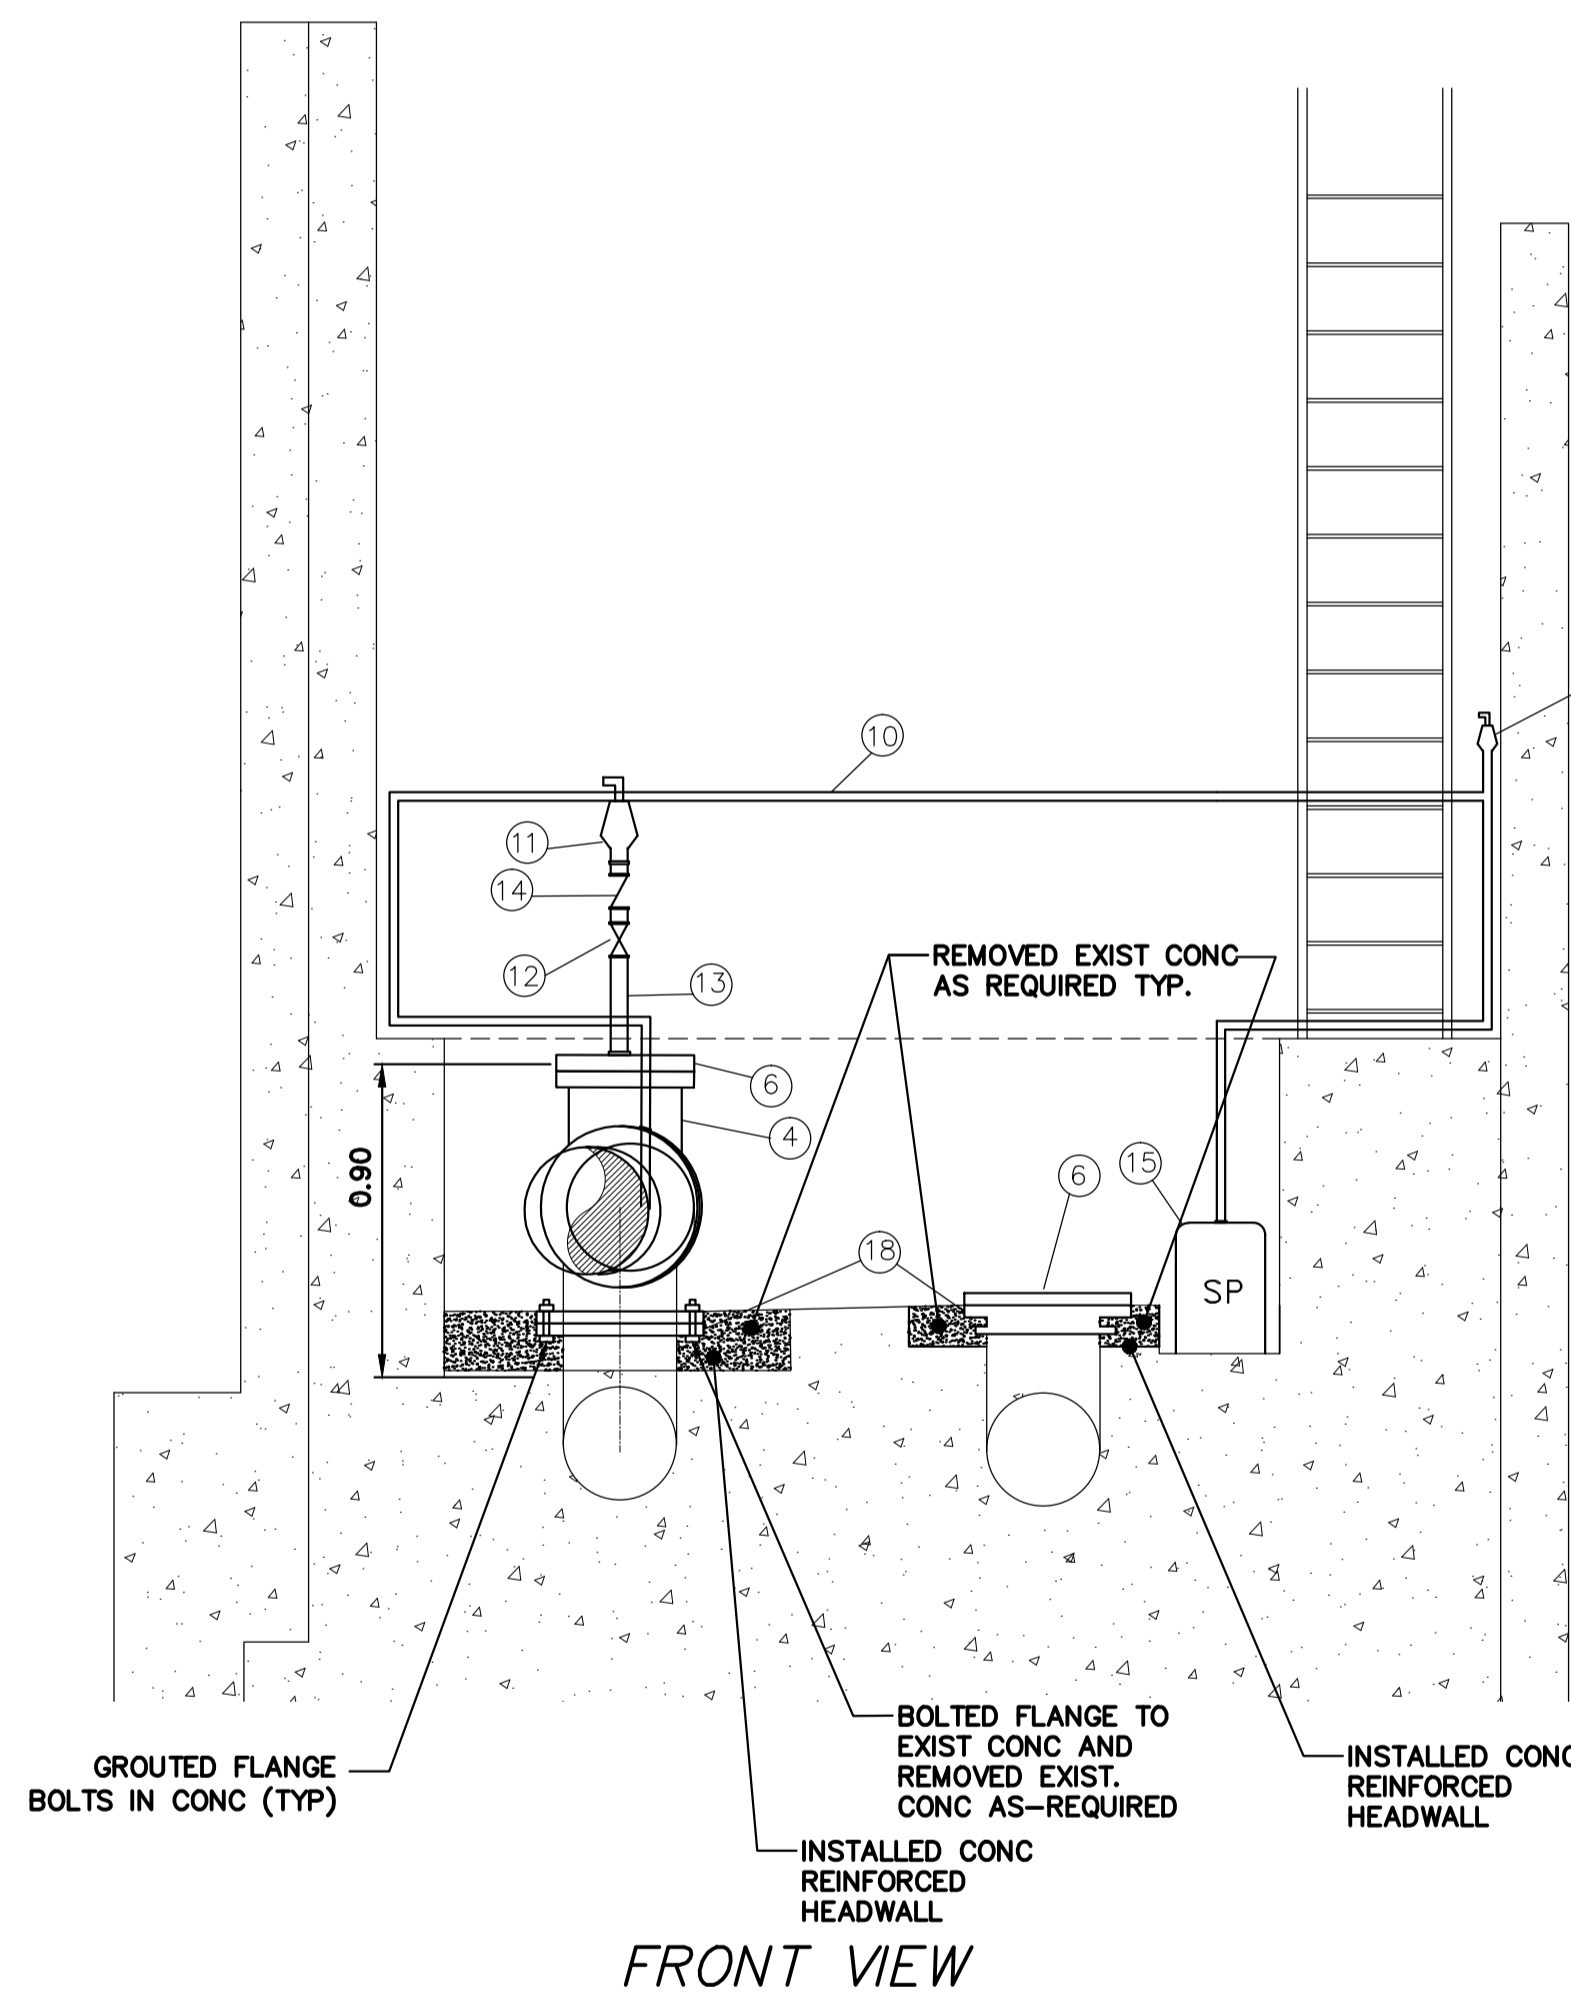 10
11
14
12
13
REMOVED EXIST CONC
AS REQUIRED TYP.
6
4
0.90
6
15
18
SP
BOLTED FLANGE TO
EXIST CONC AND
REMOVED EXIST.
CONC AS-REQUIRED
GROUTED FLANGE
BOLTS IN CONC (TYP)
INSTALLED CONC
REINFORCED
HEADWALL
INSTALLED CONC
REINFORCED
HEADWALL
FRONT VIEW